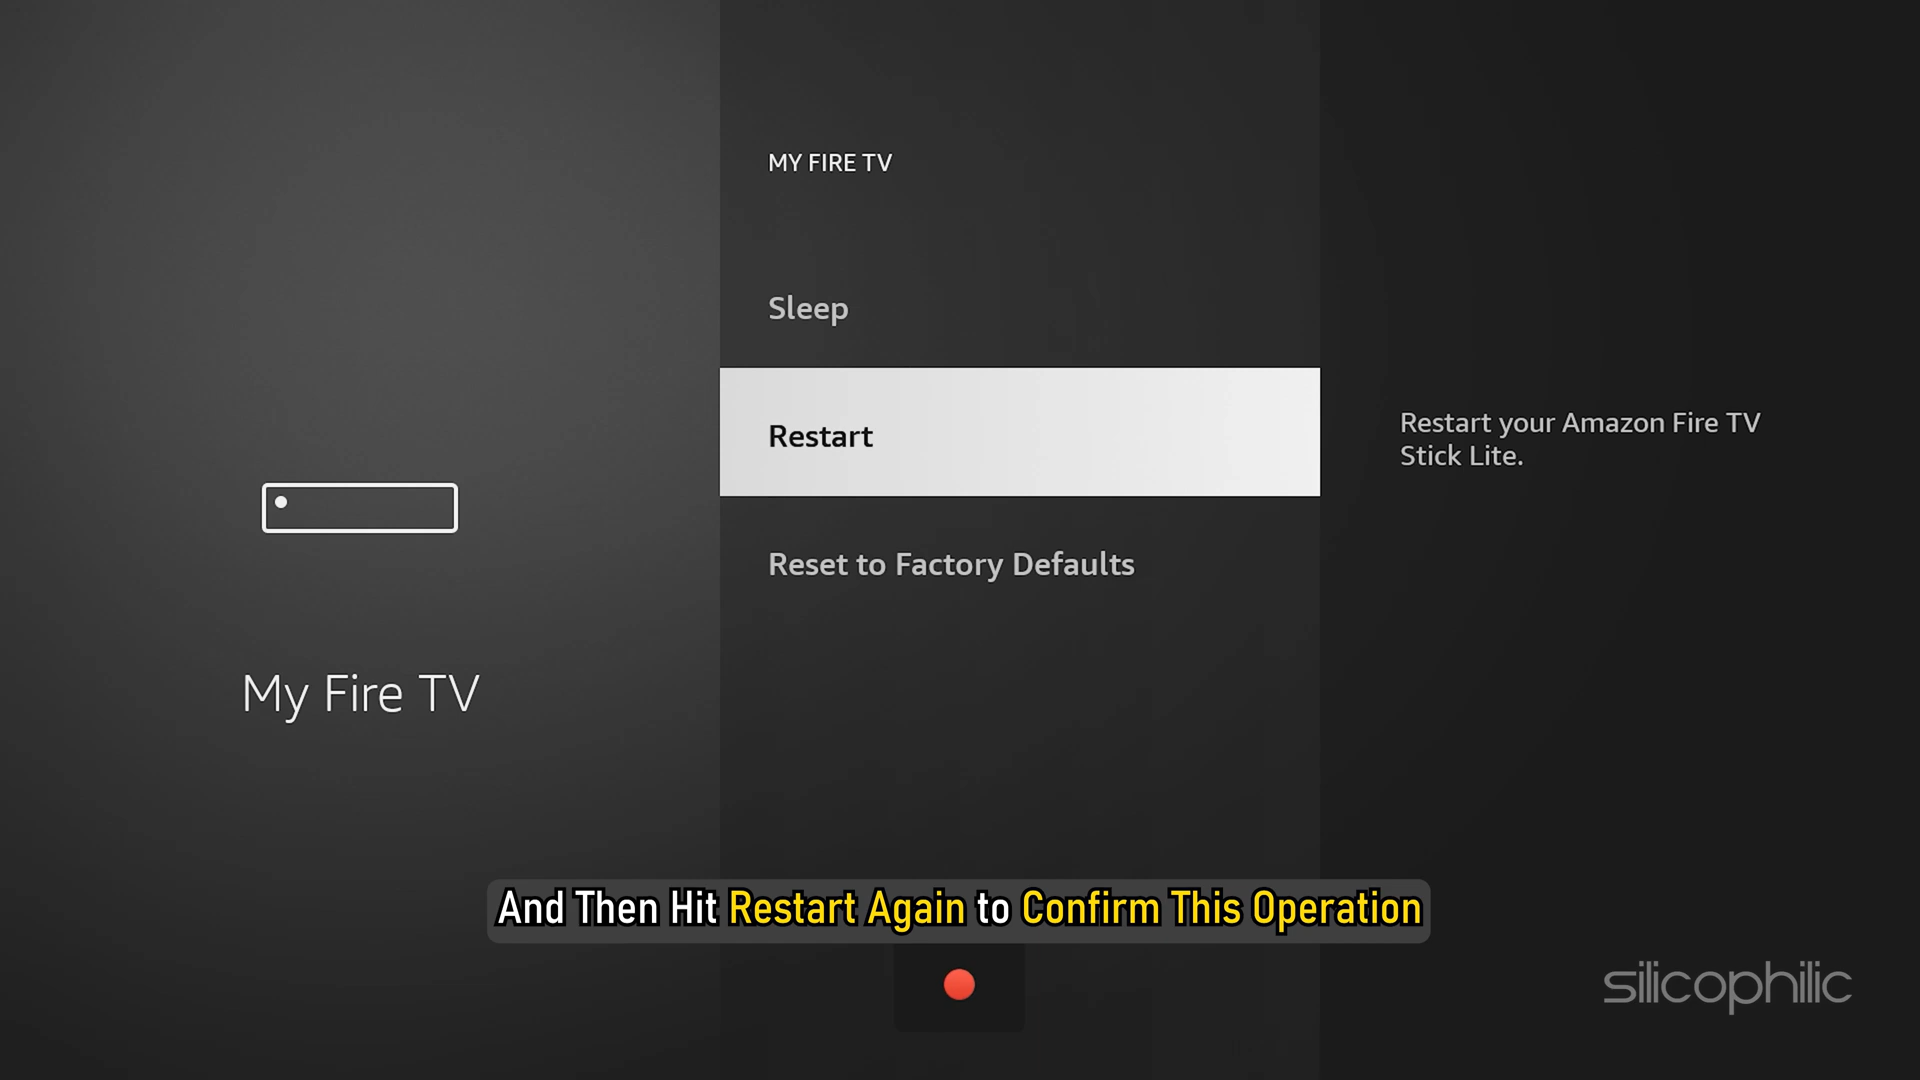 MY FIRE TV
Sleep
Restart
Restart your Amazon Fire TV
Stick Lite.
Reset to Factory Defaults
My Fire TV
And Then Hit Restart Again to Confirm This Operation
silicophilic